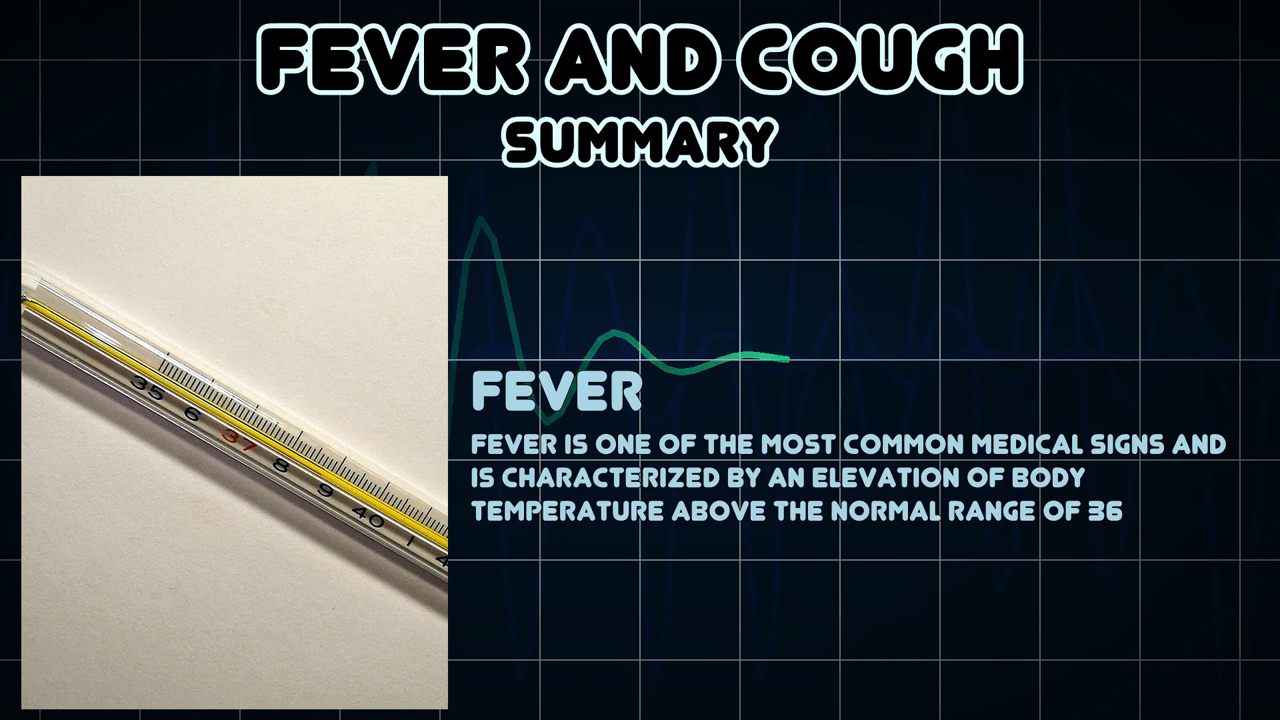 FEVER AND COUGH
SUMMARY
35 6 37 8 9 40 1
FEVER
FEVER IS ONE OF THE MOST COMMON MEDICAL SIGNS AND
IS CHARACTERIZED BY AN ELEVATION OF BODY
TEMPERATURE ABOVE THE NORMAL RANGE OF 36